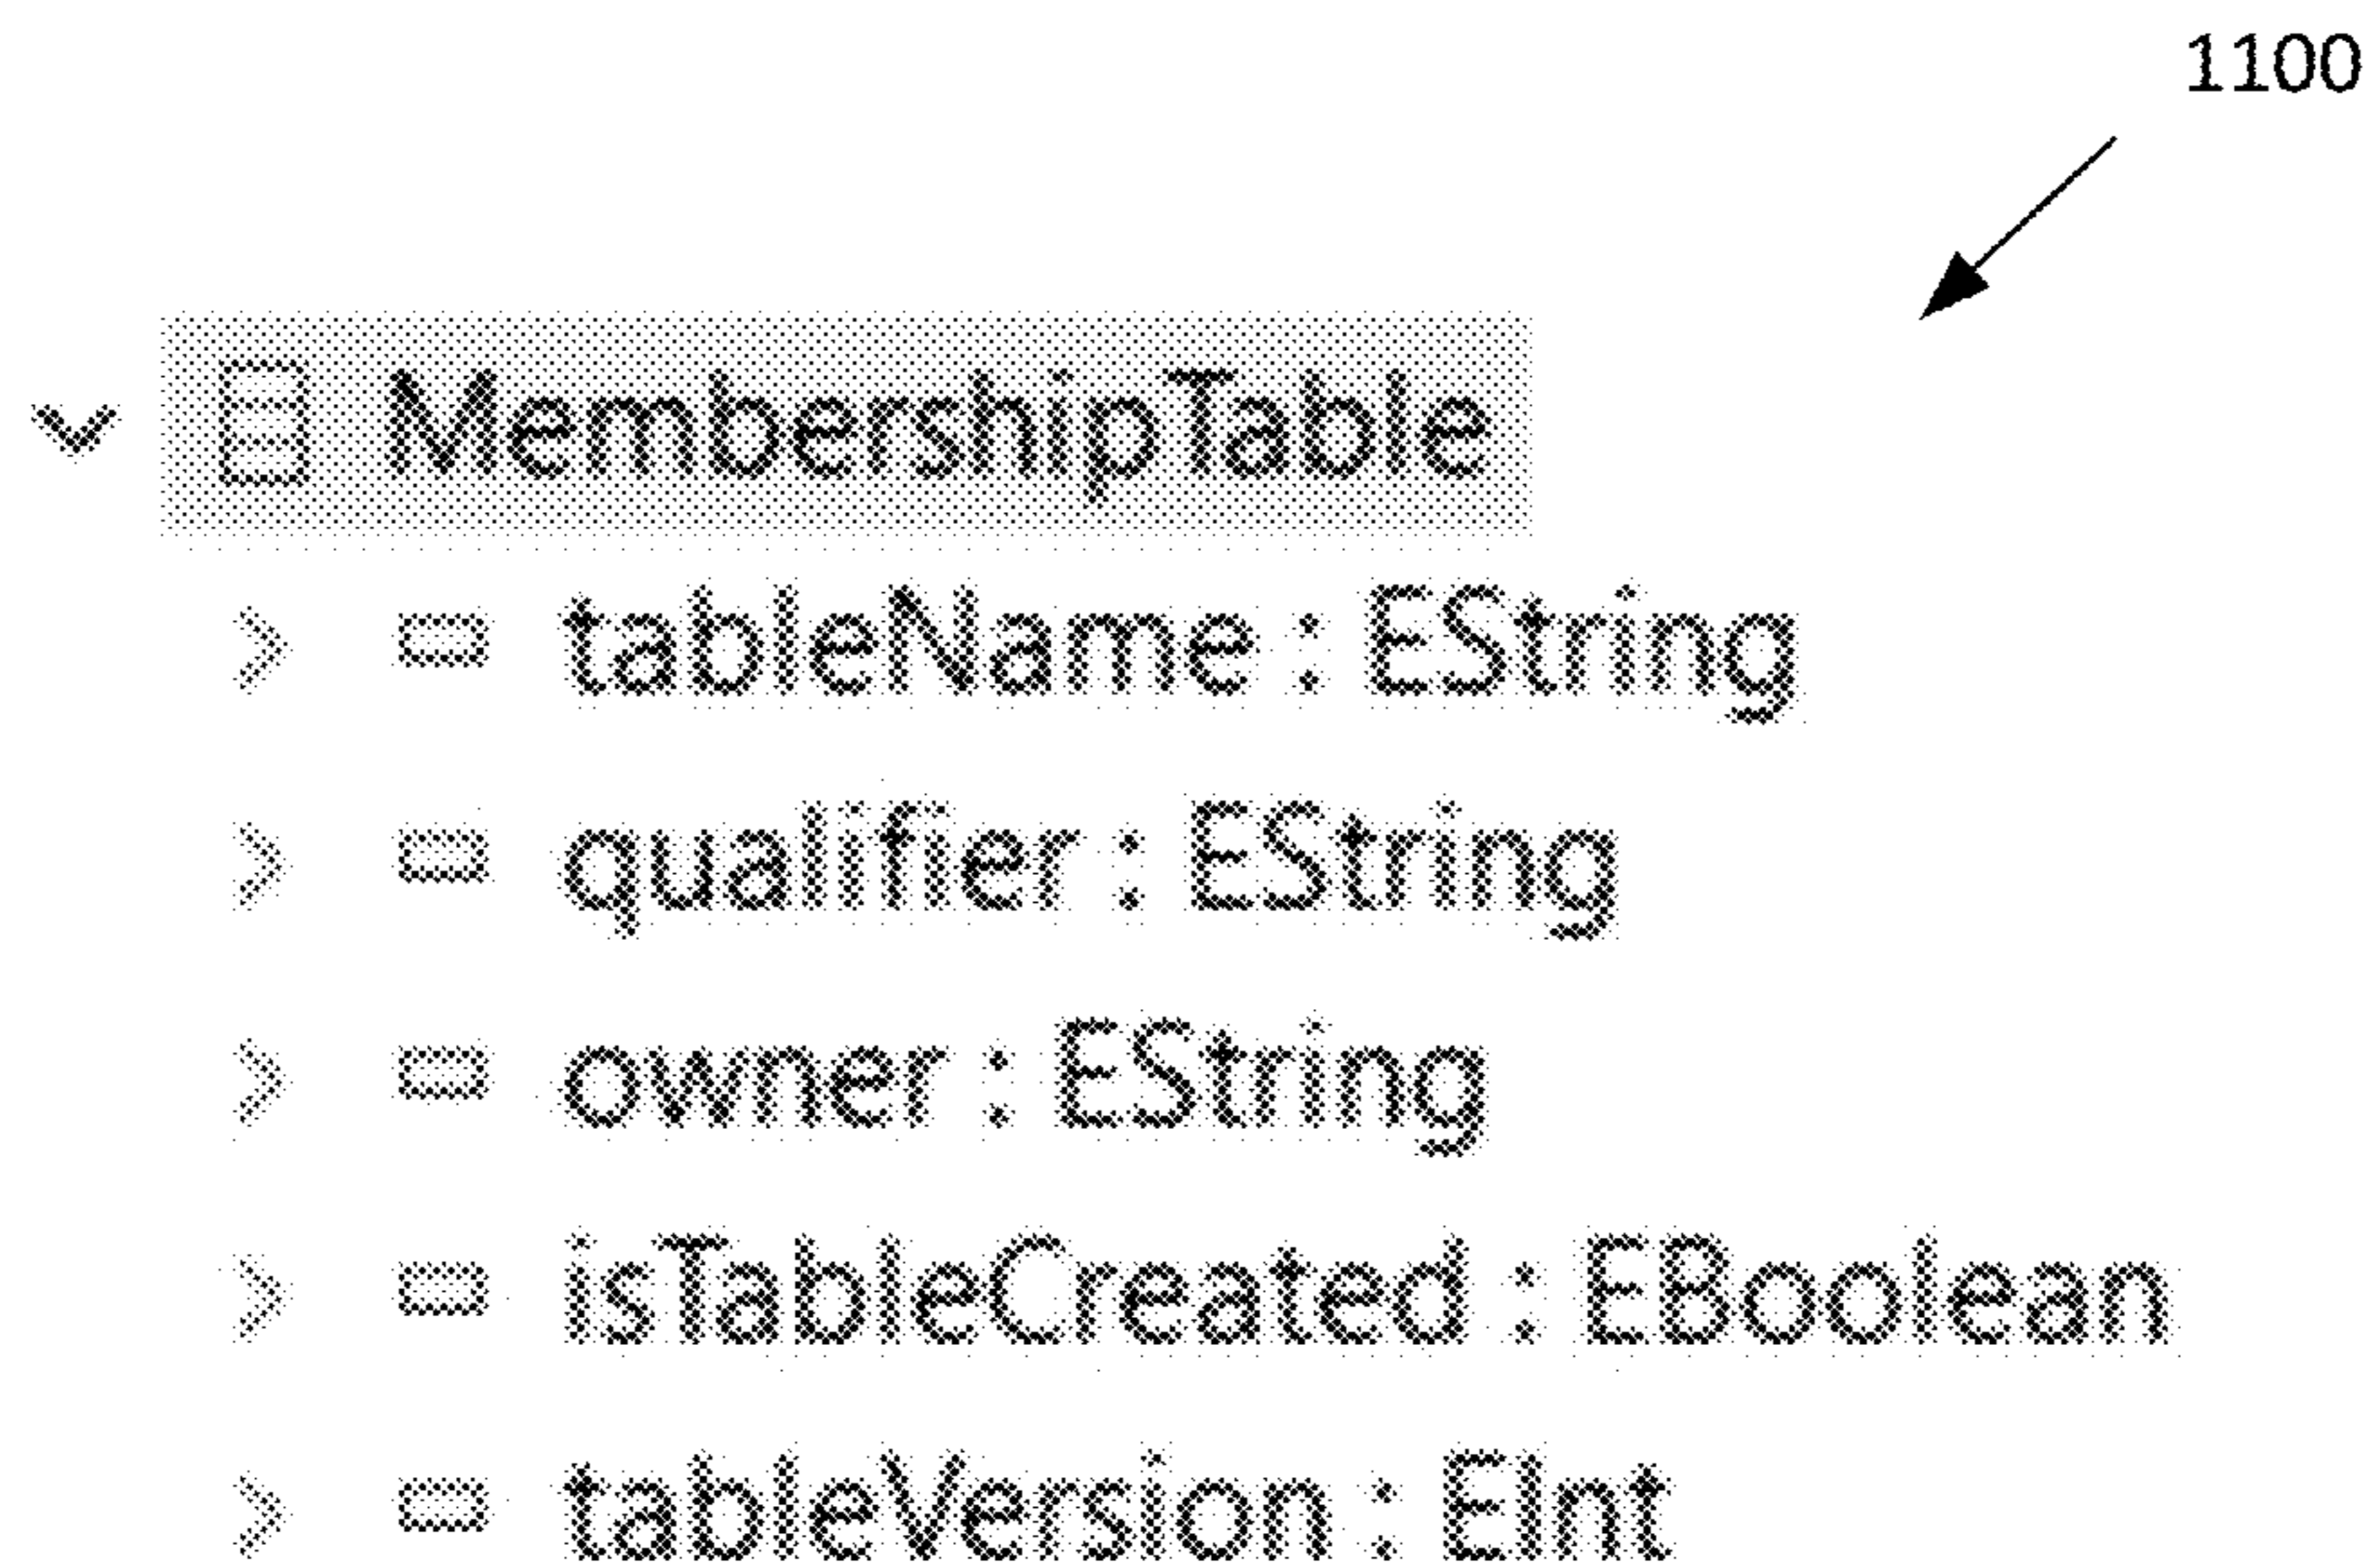 1100
MembershipTable
tableName : EString
qualifier : EString
owner : EString
isTableCreated : EBoolean
tableVersion : EInt